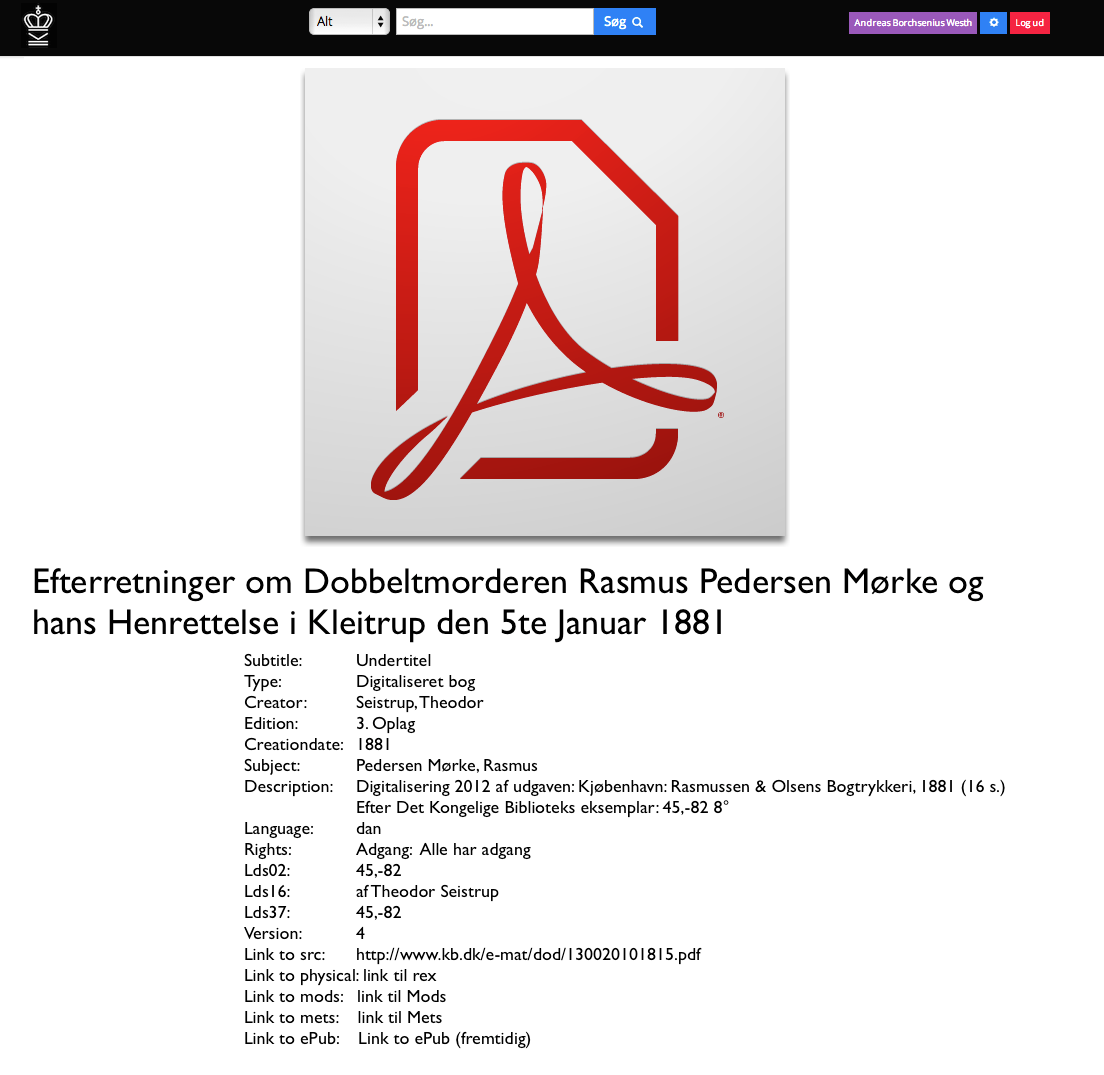 Alt
Søg...
Søg
Andreas Borchsenius Westh
Log ud
®
Efterretninger om Dobbeltmorderen Rasmus Pedersen Mørke og
hans Henrettelse i Kleitrup den 5te Januar 1881
Subtitle: Undertitel
Type: Digitaliseret bog
Creator: Seistrup, Theodor
Edition: 3. Oplag
Creationdate: 1881
Subject: Pedersen Mørke, Rasmus
Description: Digitalisering 2012 af udgaven: Kjøbenhavn: Rasmussen & Olsens Bogtrykkeri, 1881 (16 s.)
Efter Det Kongelige Biblioteks eksemplar: 45,-82 8°
Language: dan
Rights: Adgang: Alle har adgang
Lds02: 45,-82
Lds16: af Theodor Seistrup
Lds37: 45,-82
Version: 4
Link to src: http://www.kb.dk/e-mat/dod/130020101815.pdf
Link to physical: link til rex
Link to mods: link til Mods
Link to mets: link til Mets
Link to ePub: Link to ePub (fremtidig)